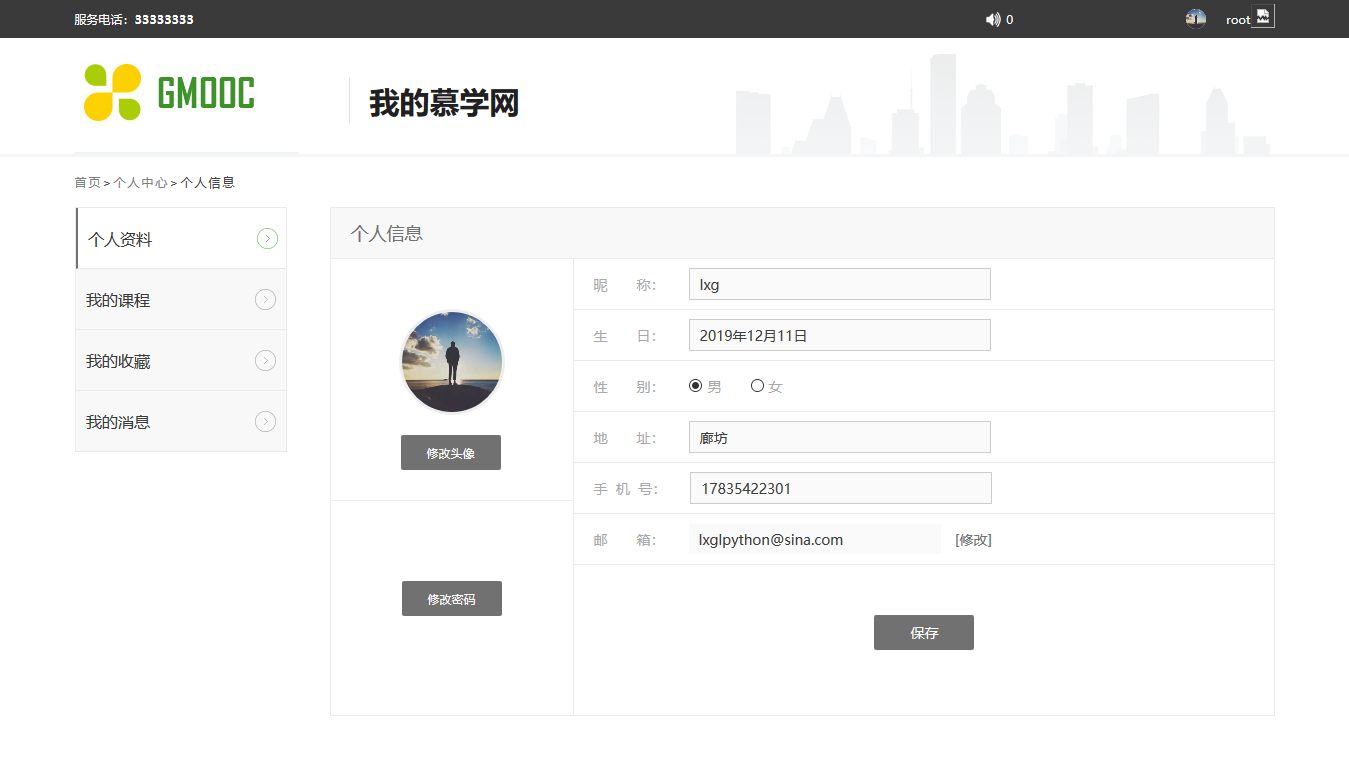 服务电话：33333333
0
root
GMOOC
我的慕学网
首页>个人中心>个人信息
个人资料
我的课程
我的收藏
我的消息
个人信息
修改头像
修改密码
昵 称： lxg
生 日： 2019年12月11日
性 别： 男 女
地 址： 廊坊
手 机 号： 17835422301
邮 箱： lxglpython@sina.com [修改]
保存